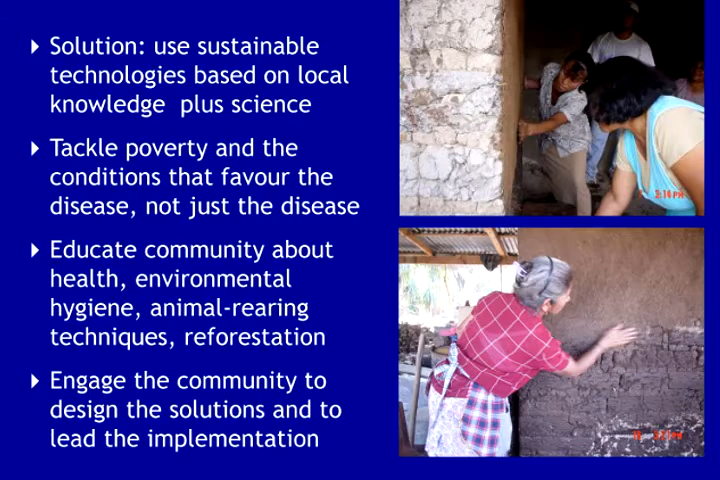 Solution: use sustainable
technologies based on local
knowledge plus science
Tackle poverty and the
conditions that favour the
disease, not just the disease
Educate community about
health, environmental
hygiene, animal-rearing
techniques, reforestation
Engage the community to
design the solutions and to
lead the implementation